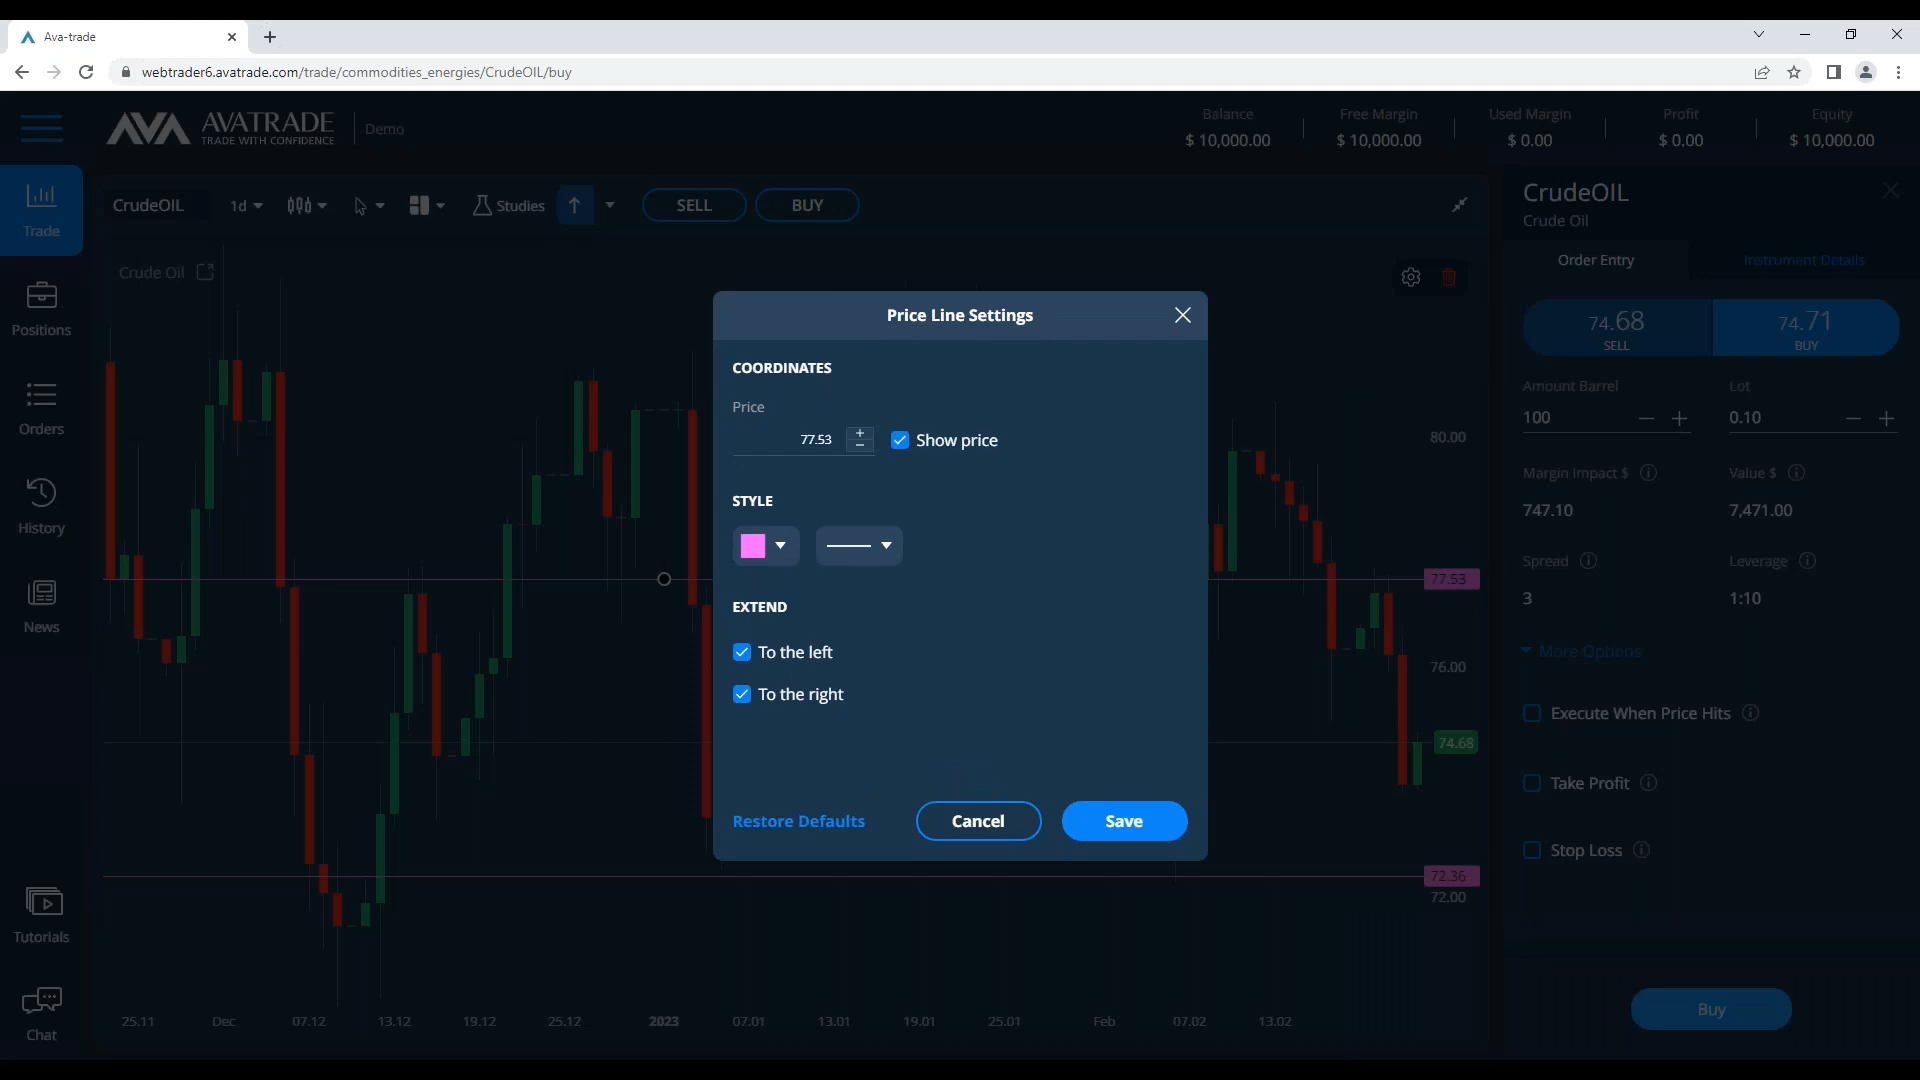 Ava-trade
webtrader6.avatrade.com/trade/commodities_energies/CrudeOIL/buy
AVA AVATRADE
TRADE WITH CONFIDENCE
Demo
Balance
$ 10,000.00
Free Margin
$ 10,000.00
Used Margin
$ 0.00
Profit
$ 0.00
Equity
$ 10,000.00
Trade
Positions
Orders
History
News
Tutorials
Chat
CrudeOIL
1d
Studies
SELL
BUY
Crude Oil
Price Line Settings
COORDINATES
Price
77.53
Show price
STYLE
EXTEND
To the left
To the right
Restore Defaults
Cancel
Save
80.00
77.53
76.00
74.68
72.36
72.00
25.11
Dec
07.12
13.12
19.12
25.12
2023
07.01
13.01
19.01
25.01
Feb
07.02
13.02
CrudeOIL
Crude Oil
Order Entry
Instrument Details
74.68
SELL
74.71
BUY
Amount Barrel
100
Lot
0.10
Margin Impact $
747.10
Value $
7,471.00
Spread
3
Leverage
1:10
More Options
Execute When Price Hits
Take Profit
Stop Loss
Buy